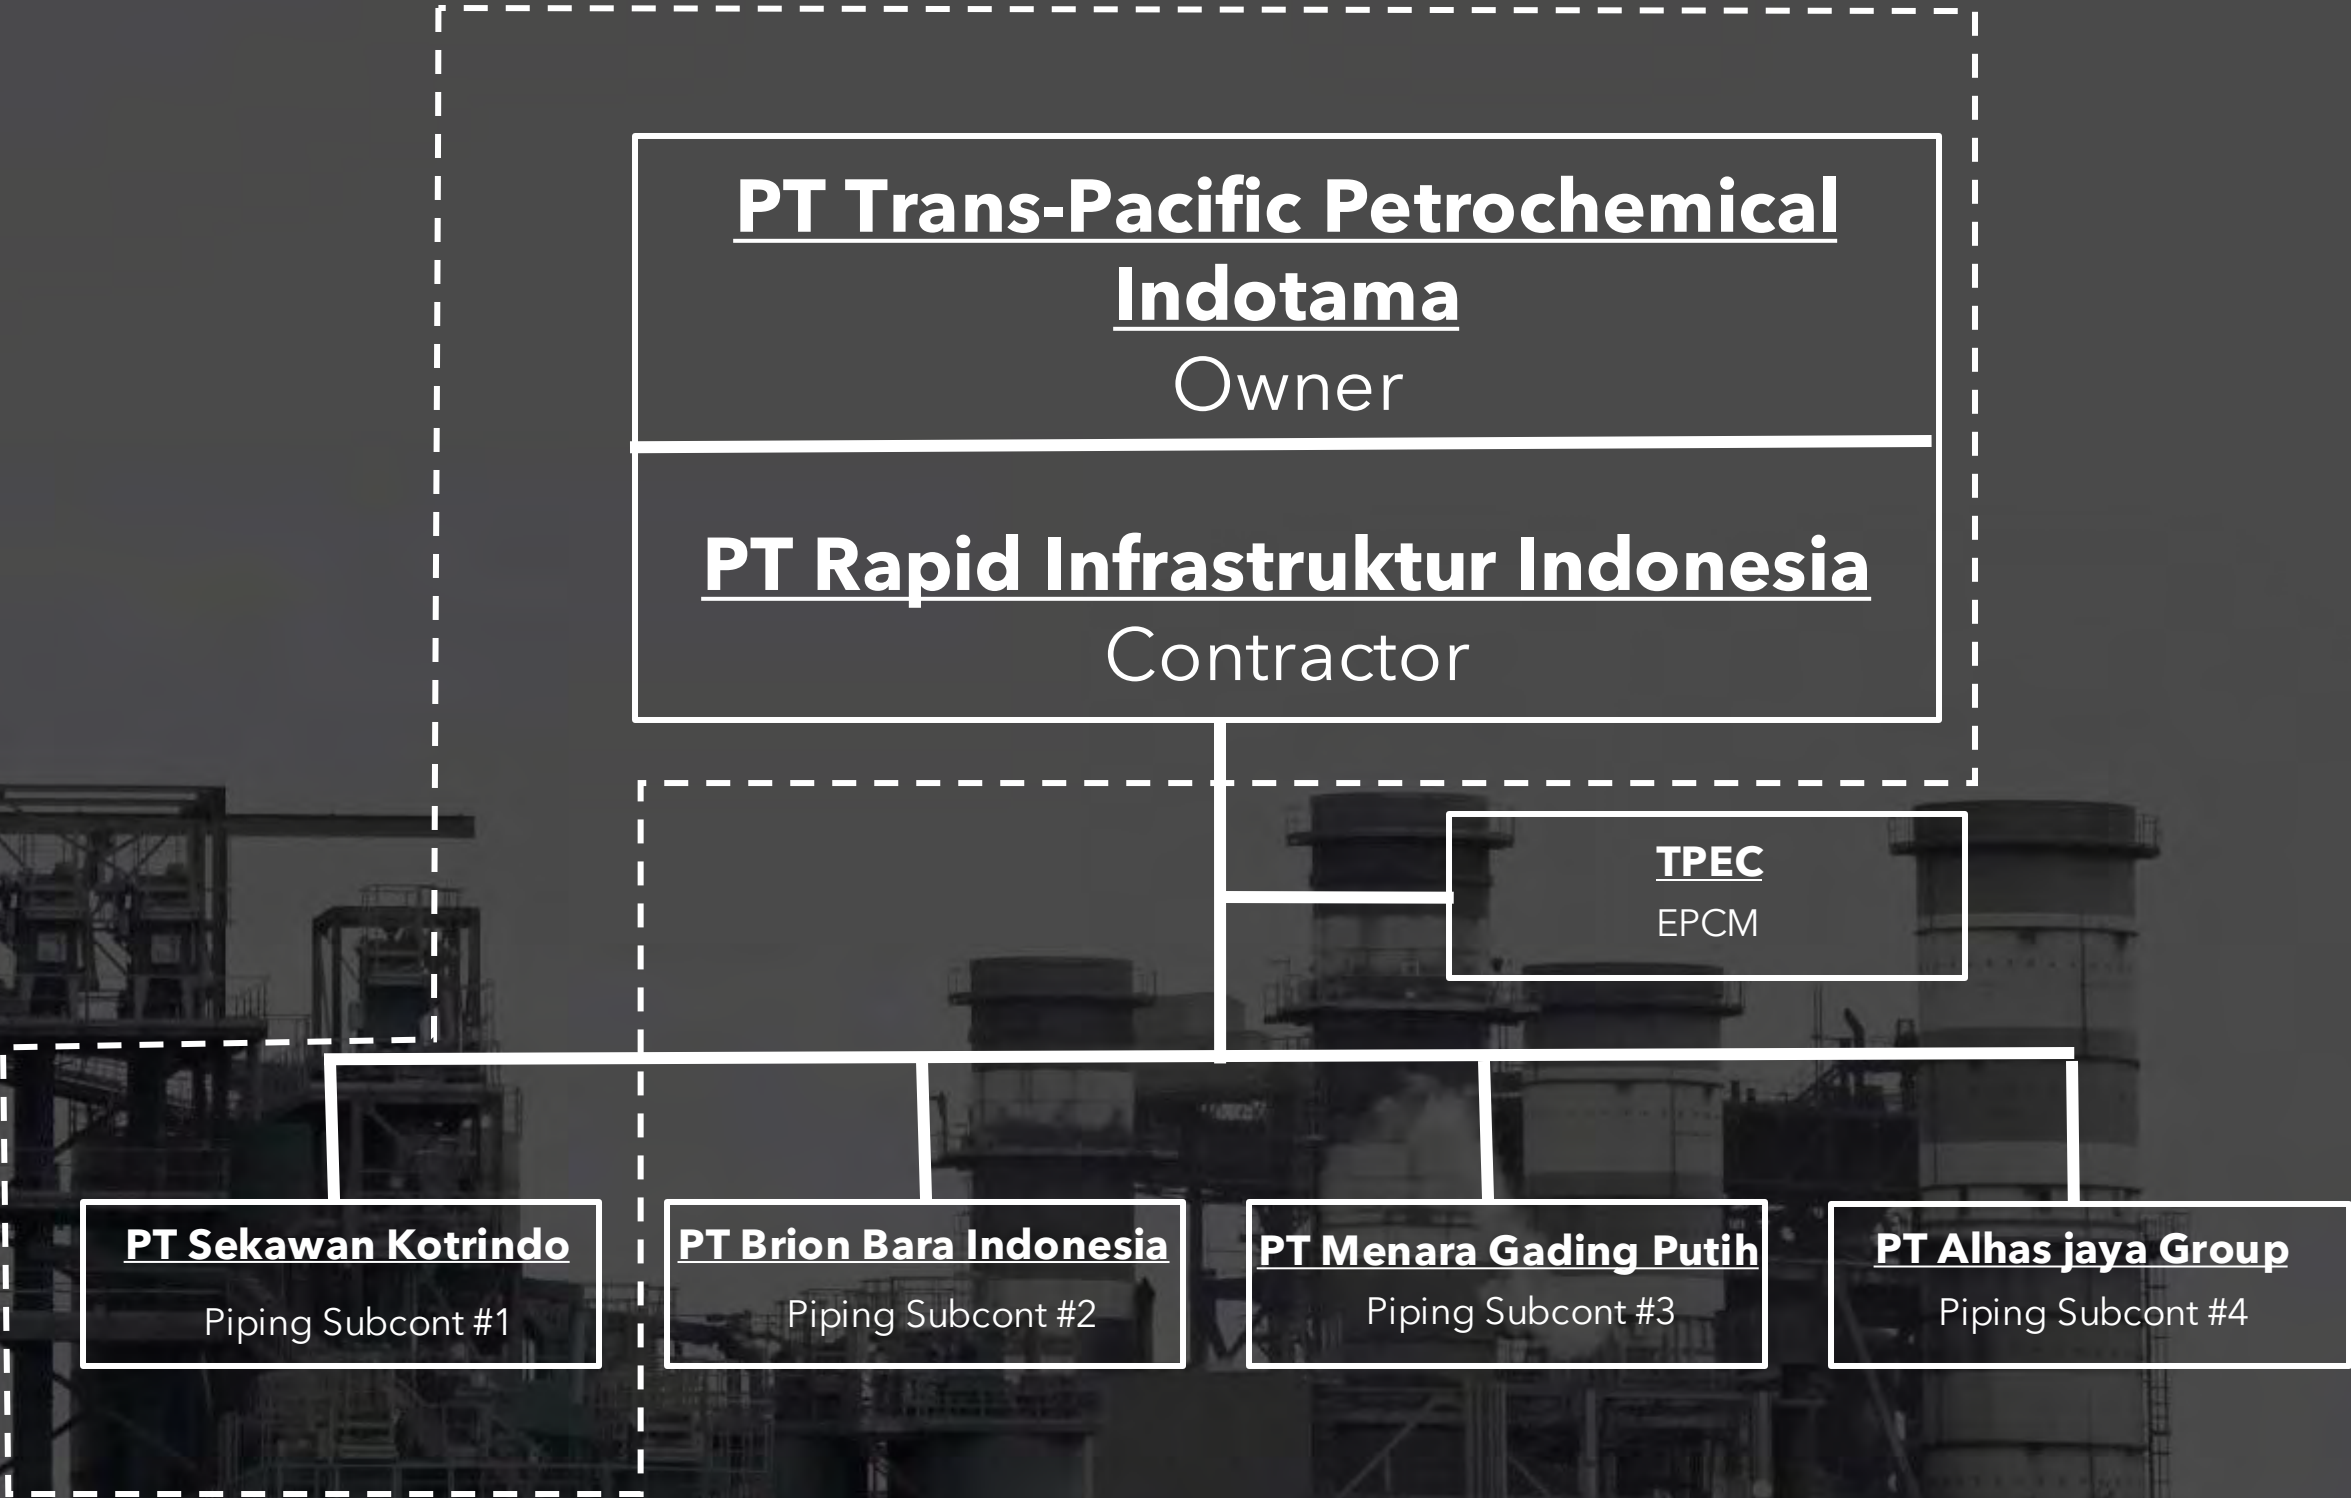 PT Trans-Pacific Petrochemical
Indotama
Owner
PT Rapid Infrastruktur Indonesia
Contractor
TPEC
EPCM
PT Sekawan Kotrindo
Piping Subcont #1
PT Brion Bara Indonesia
Piping Subcont #2
PT Menara Gading Putih
Piping Subcont #3
PT Alhas jaya Group
Piping Subcont #4